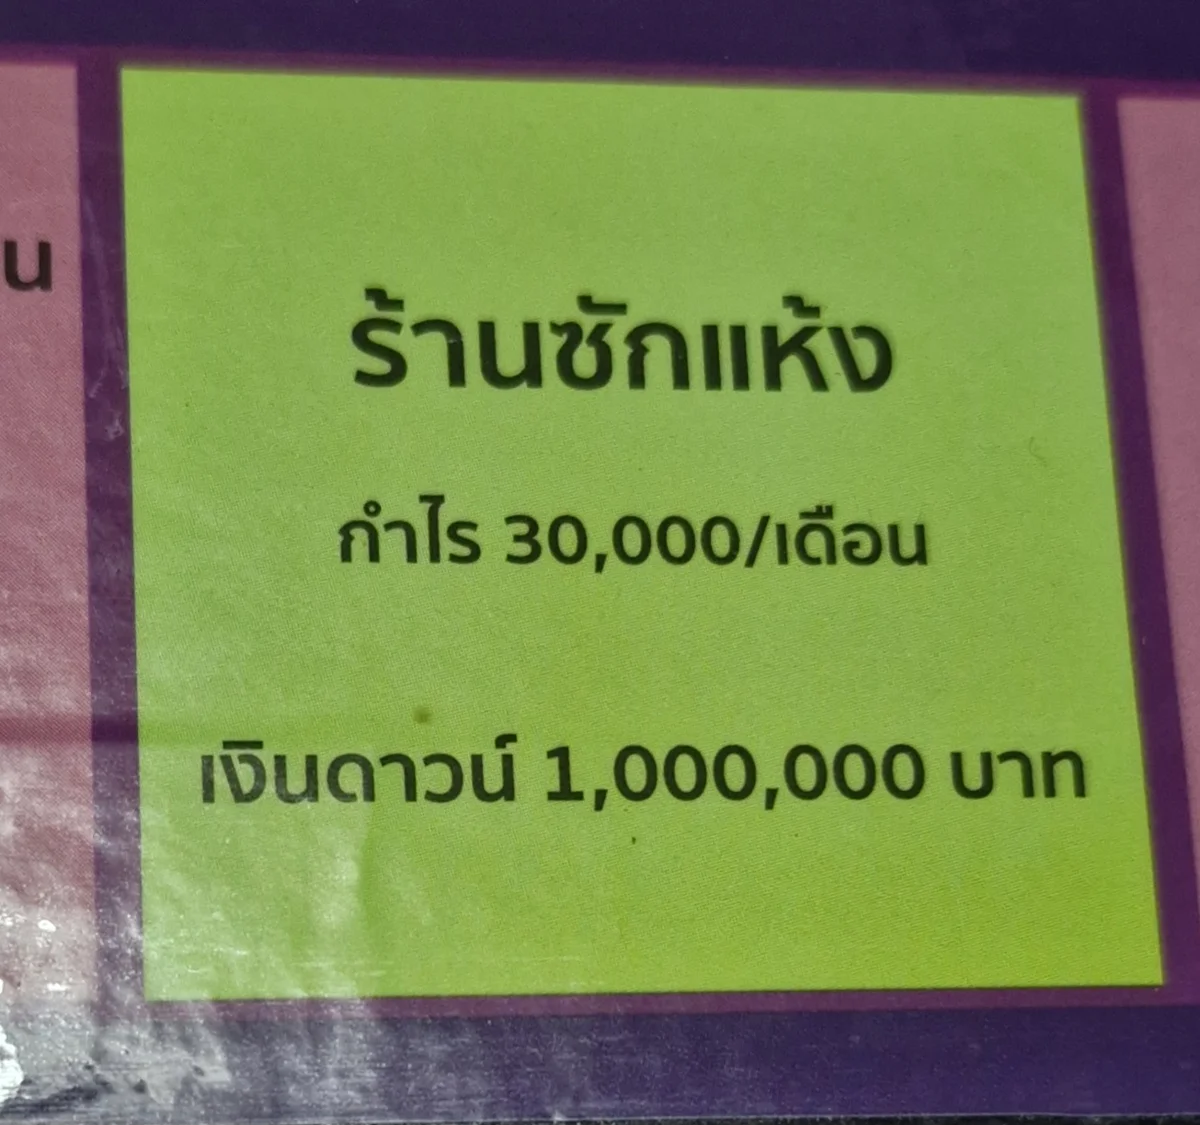 น
ร้านซักแห้ง
กำไร 30,000/เดือน
เงินดาวน์ 1,000,000 บาท